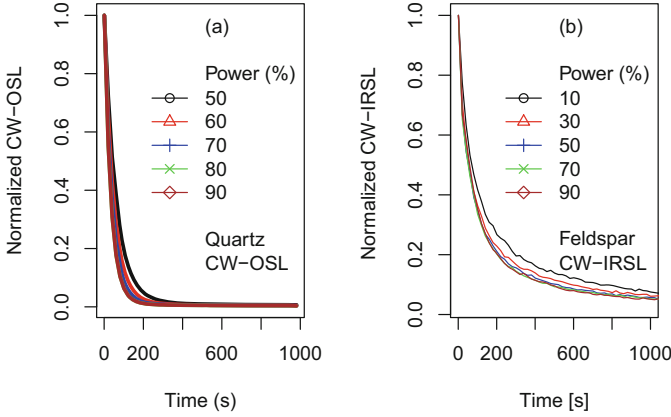 (a)
Normalized CW−OSL
1.0
0.8
0.6
0.4
0.2
0.0
Power (%)
50
60
70
80
90
Quartz
CW−OSL
0 200 600 1000
Time (s)
(b)
Normalized CW−IRSL
1.0
0.8
0.6
0.4
0.2
0.0
Power (%)
10
30
50
70
90
Feldspar
CW−IRSL
0 200 600 1000
Time [s]